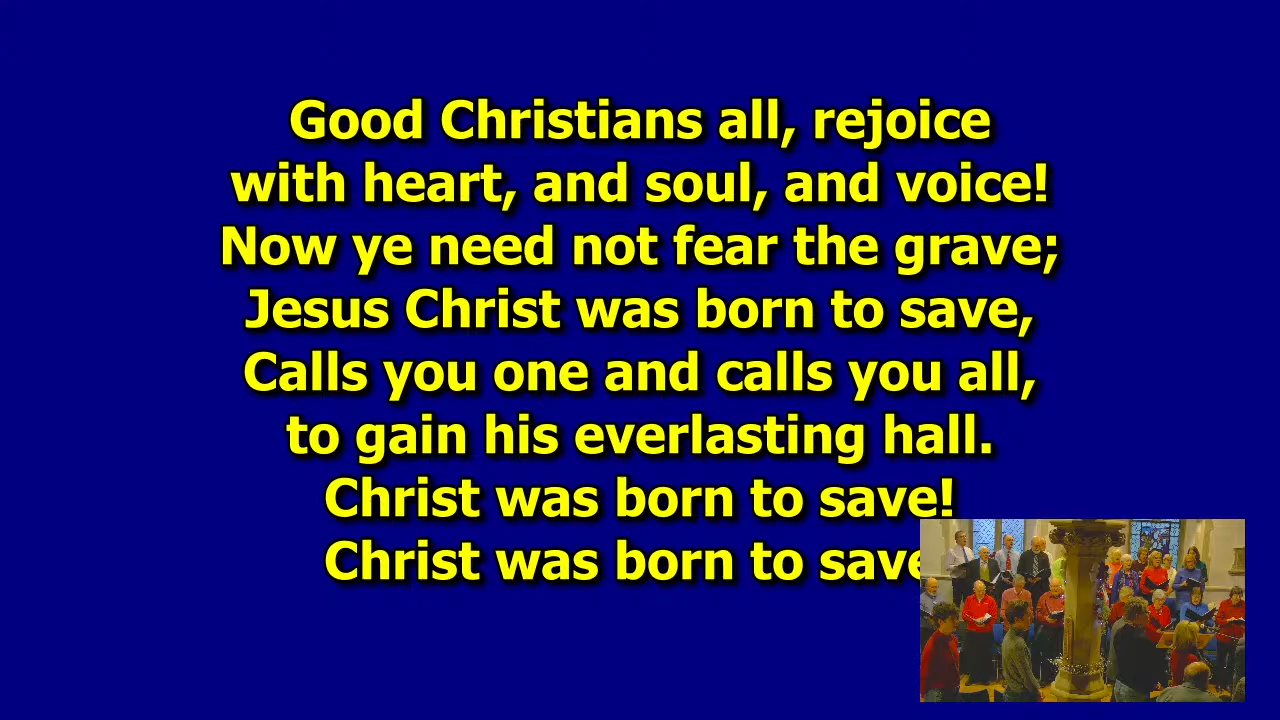 Good Christians all, rejoice
with heart, and soul, and voice!
Now ye need not fear the grave;
Jesus Christ was born to save,
Calls you one and calls you all,
to gain his everlasting hall.
Christ was born to save!
Christ was born to save